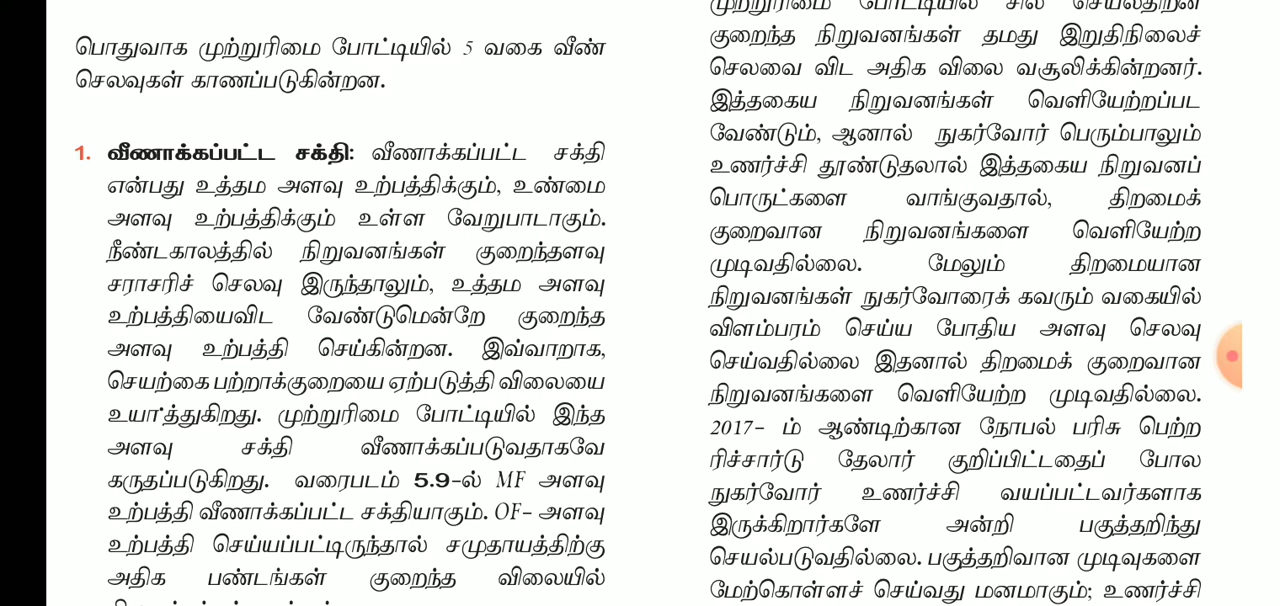 பொதுவாக முற்றுரிமை போட்டியில் 5 வகை வீண்
செலவுகள் காணப்படுகின்றன.
1. வீணாக்கப்பட்ட சக்தி: வீணாக்கப்பட்ட சக்தி
என்பது உத்தம அளவு உற்பத்திக்கும், உண்மை
அளவு உற்பத்திக்கும் உள்ள வேறுபாடாகும்.
நீண்டகாலத்தில் நிறுவனங்கள் குறைந்தளவு
சராசரிச் செலவு இருந்தாலும், உத்தம அளவு
உற்பத்தியைவிட வேண்டுமென்றே குறைந்த
அளவு உற்பத்தி செய்கின்றன. இவ்வாறாக,
செயற்கை பற்றாக்குறையை ஏற்படுத்தி விலையை
உயர்த்துகிறது. முற்றுரிமை போட்டியில் இந்த
அளவு சக்தி வீணாக்கப்படுவதாகவே
கருதப்படுகிறது. வரைபடம் 5.9-ல் MF அளவு
உற்பத்தி வீணாக்கப்பட்ட சக்தியாகும். OF- அளவு
உற்பத்தி செய்யப்பட்டிருந்தால் சமுதாயத்திற்கு
அதிக பண்டங்கள் குறைந்த விலையில்
முற்றுரிமை போட்டியில் சில செயல்திறன்
குறைந்த நிறுவனங்கள் தமது இறுதிநிலைச்
செலவை விட அதிக விலை வசூலிக்கின்றனர்.
இத்தகைய நிறுவனங்கள் வெளியேற்றப்பட
வேண்டும், ஆனால் நுகர்வோர் பெரும்பாலும்
உணர்ச்சி தூண்டுதலால் இத்தகைய நிறுவனப்
பொருட்களை வாங்குவதால், திறமைக்
குறைவான நிறுவனங்களை வெளியேற்ற
முடிவதில்லை. மேலும் திறமையான
நிறுவனங்கள் நுகர்வோரைக் கவரும் வகையில்
விளம்பரம் செய்ய போதிய அளவு செலவு
செய்வதில்லை இதனால் திறமைக் குறைவான
நிறுவனங்களை வெளியேற்ற முடிவதில்லை.
2017- ம் ஆண்டிற்கான நோபல் பரிசு பெற்ற
ரிச்சார்டு தேலார் குறிப்பிட்டதைப் போல
நுகர்வோர் உணர்ச்சி வயப்பட்டவர்களாக
இருக்கிறார்களே அன்றி பகுத்தறிந்து
செயல்படுவதில்லை. பகுத்தறிவான முடிவுகளை
மேற்கொள்ளச் செய்வது மனமாகும்; உணர்ச்சி